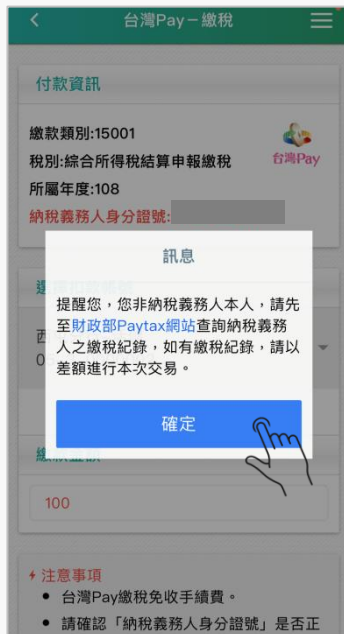 台灣Pay－繳稅
付款資訊
繳款類別:15001
稅別:綜合所得稅結算申報繳稅
台灣Pay
所屬年度:108
納稅義務人身分證號:
訊息
提醒您，您非納稅義務人本人，請先
至財政部Paytax網站查詢納稅義務
人之繳稅紀錄，如有繳稅紀錄，請以
差額進行本次交易。
確定
100
注意事項
台灣Pay繳稅免收手續費。
請確認「納稅義務人身分證號」是否正